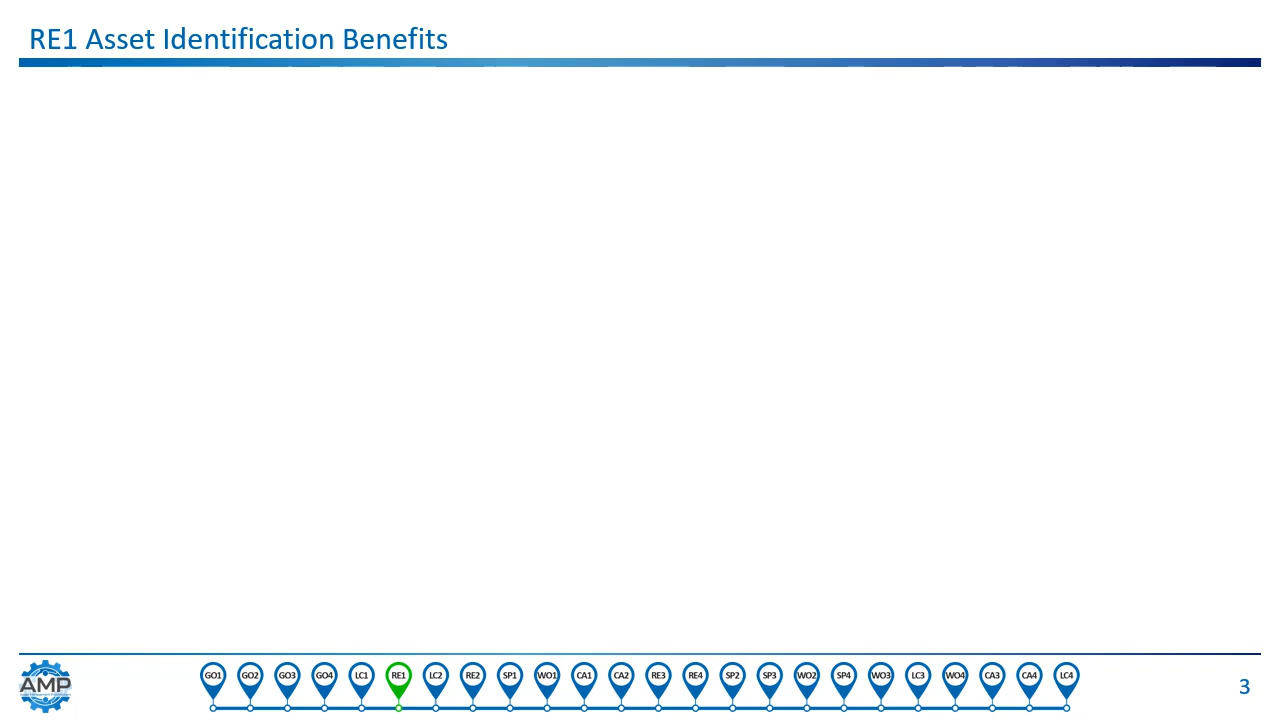 RE1 Asset Identification Benefits
AMP
GO1 GO2 GO3 GO4 LC1 RE1 LC2 RE2 SP1 WO1 CA1 CA2 RE3 RE4 SP2 SP3 WO2 SP4 WO3 LC3 WO4 CA3 CA4 LC4
3